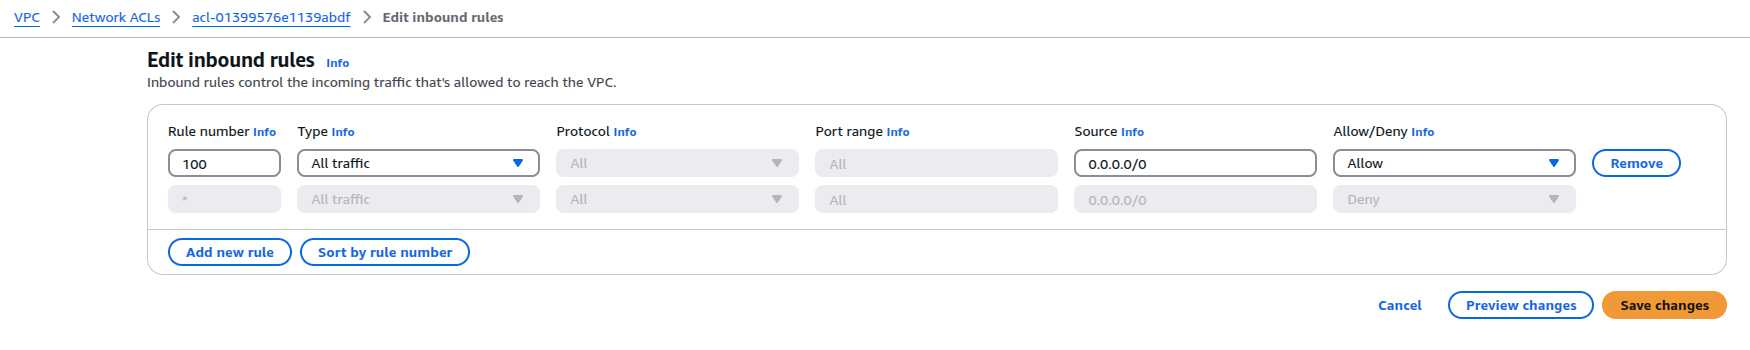 VPC > Network ACLs > acl-01399576e1139abdf > Edit inbound rules
Edit inbound rules Info
Inbound rules control the incoming traffic that's allowed to reach the VPC.
Rule number Info Type Info Protocol Info Port range Info Source Info Allow/Deny Info
100 All traffic All All 0.0.0.0/0 Allow Remove
* All traffic All All 0.0.0.0/0 Deny
Add new rule Sort by rule number
Cancel Preview changes Save changes